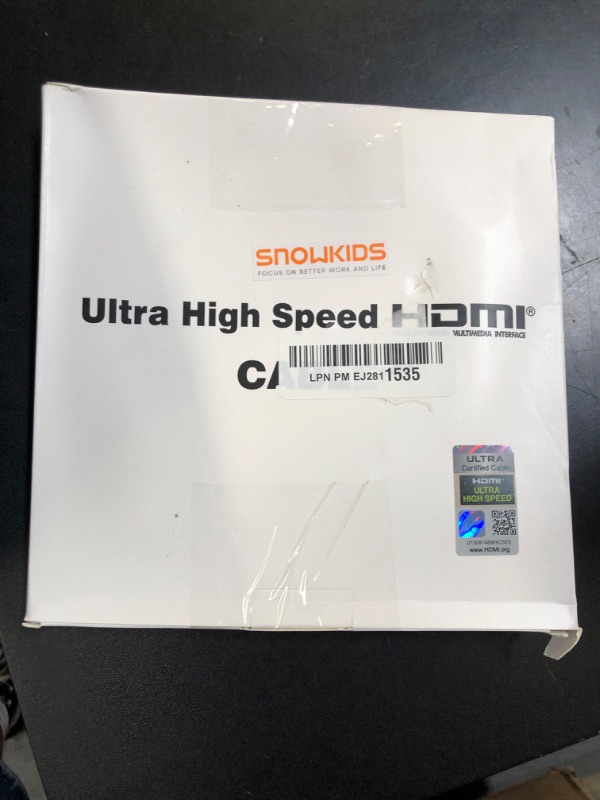 SNOWKIDS
FOCUS ON BETTER WORK AND LIFE
Ultra High Speed HDMI®
MULTIMEDIA INTERFACE
CA
LPN PM EJ2811535
ULTRA
Certified Cable
HDMI
ULTRA
HIGH SPEED
www.HDMI.org